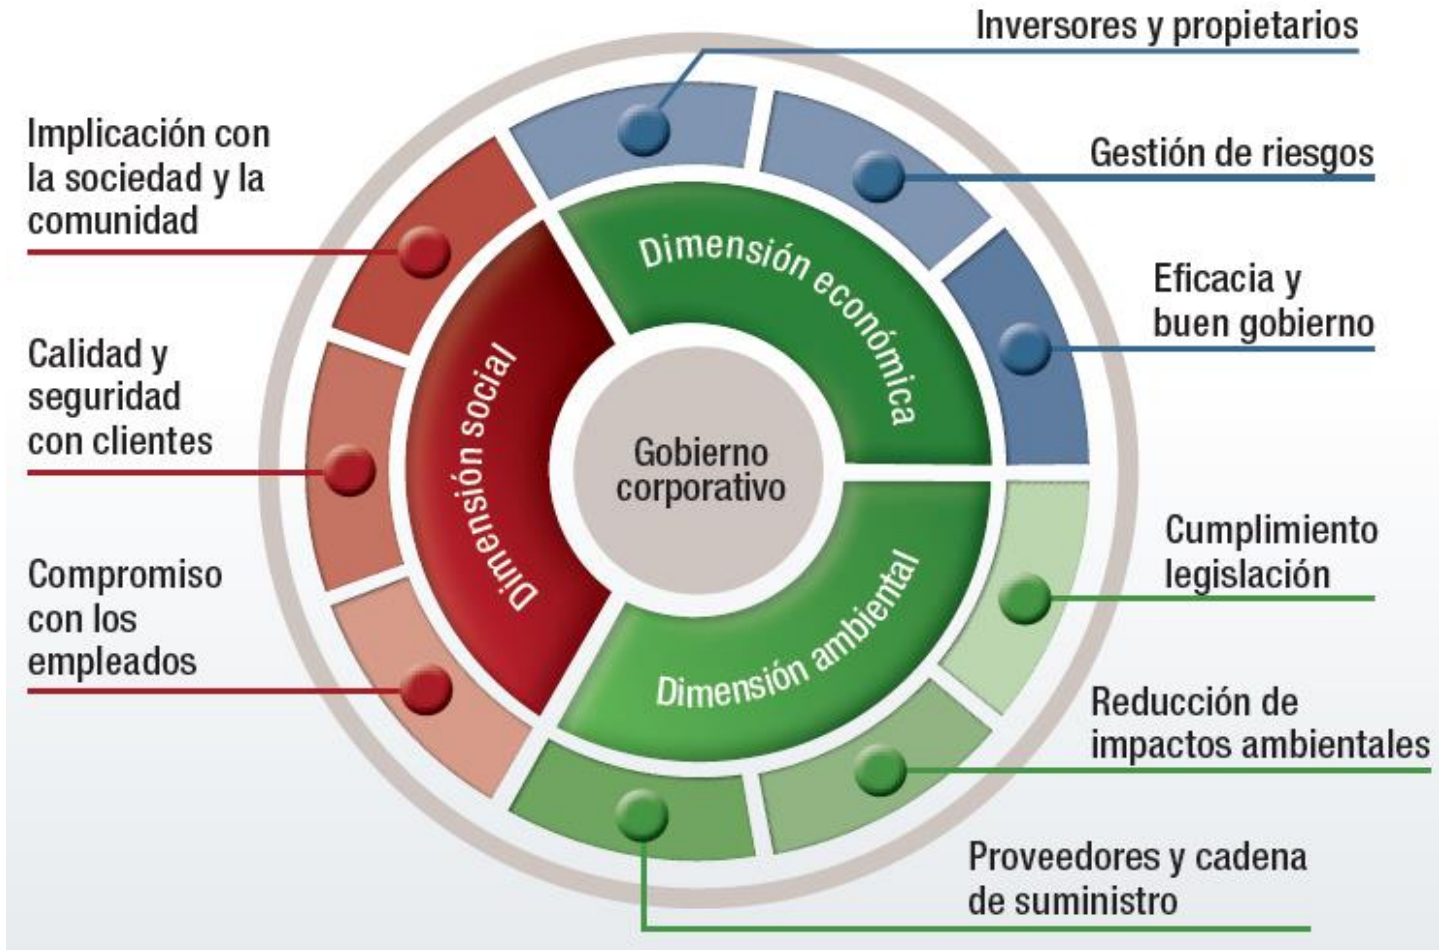 Inversores y propietarios
Gestión de riesgos
Eficacia y
buen gobierno
Cumplimiento
legislación
Reducción de
impactos ambientales
Proveedores y cadena
de suministro
Implicación con
la sociedad y la
comunidad
Calidad y
seguridad
con clientes
Compromiso
con los
empleados
Dimensión económica
Dimensión social
Dimensión ambiental
Gobierno
corporativo